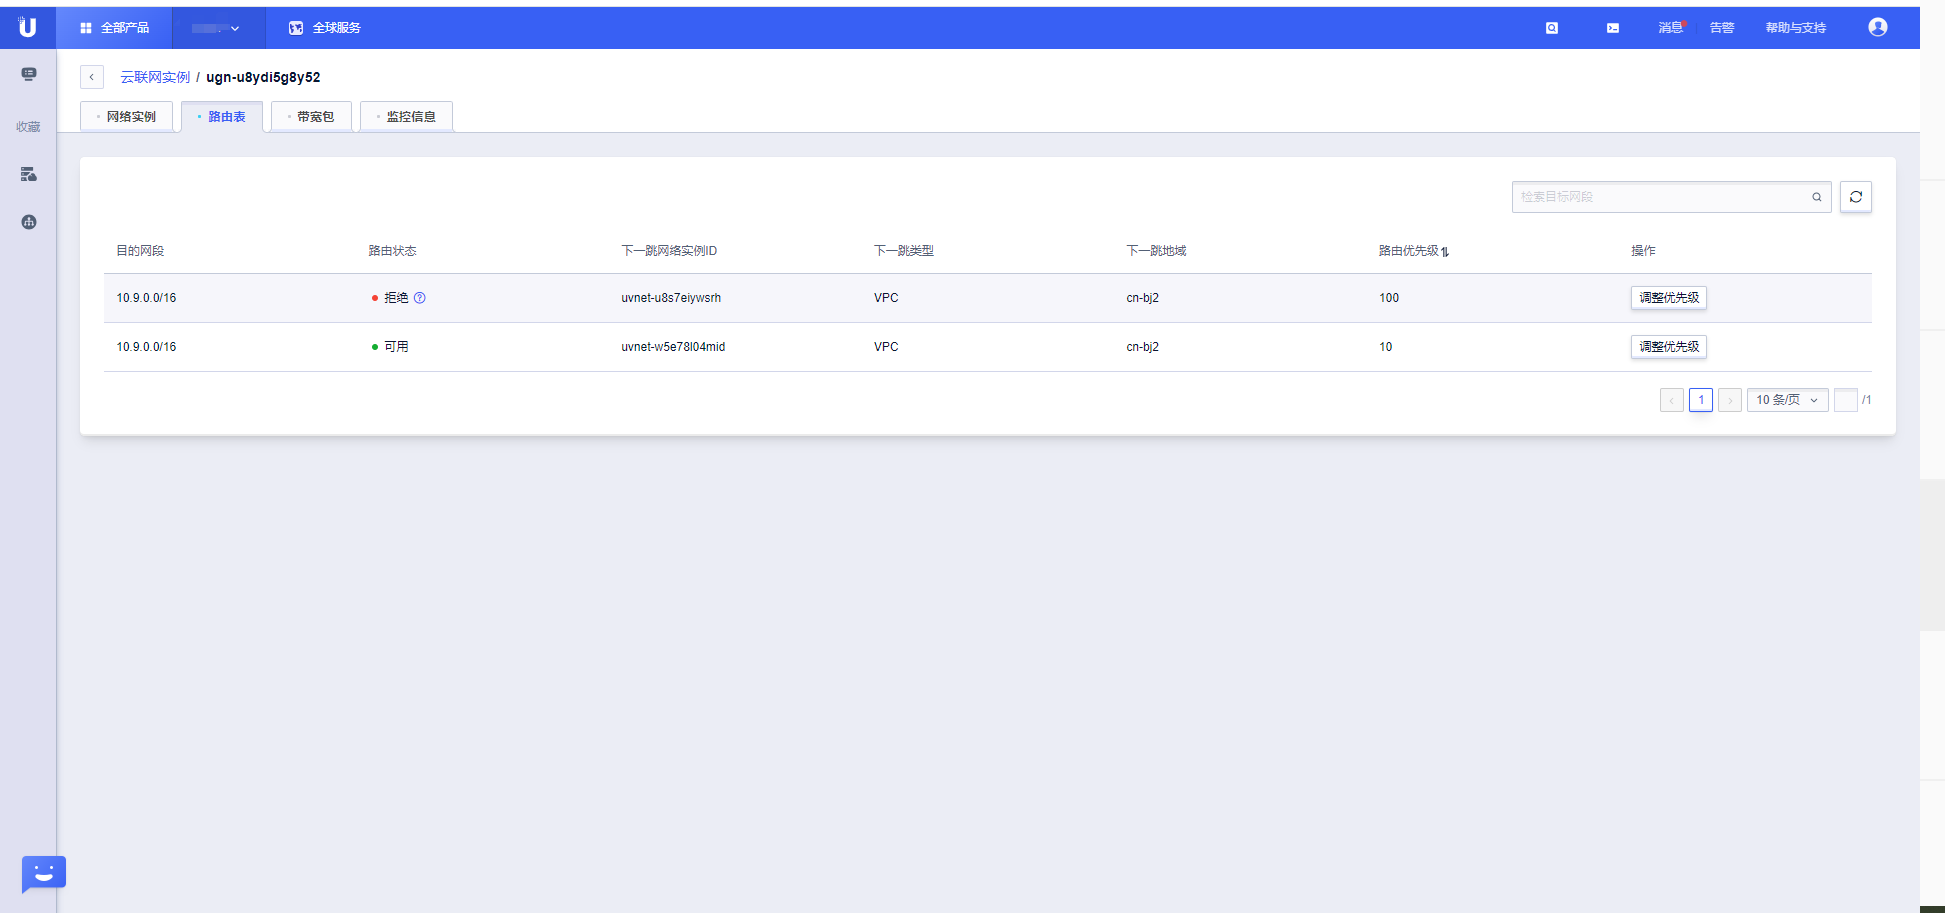 全部产品
全球服务
消息
告警
帮助与支持
收藏
云联网实例 / ugn-u8ydi5g8y52
网络实例
路由表
带宽包
监控信息
检索目标网段
目的网段 路由状态 下一跳网络实例ID 下一跳类型 下一跳地域 路由优先级 操作
10.9.0.0/16 拒绝 uvnet-u8s7eiywsrh VPC cn-bj2 100 调整优先级
10.9.0.0/16 可用 uvnet-w5e78l04mid VPC cn-bj2 10 调整优先级
1 10 条/页 /1